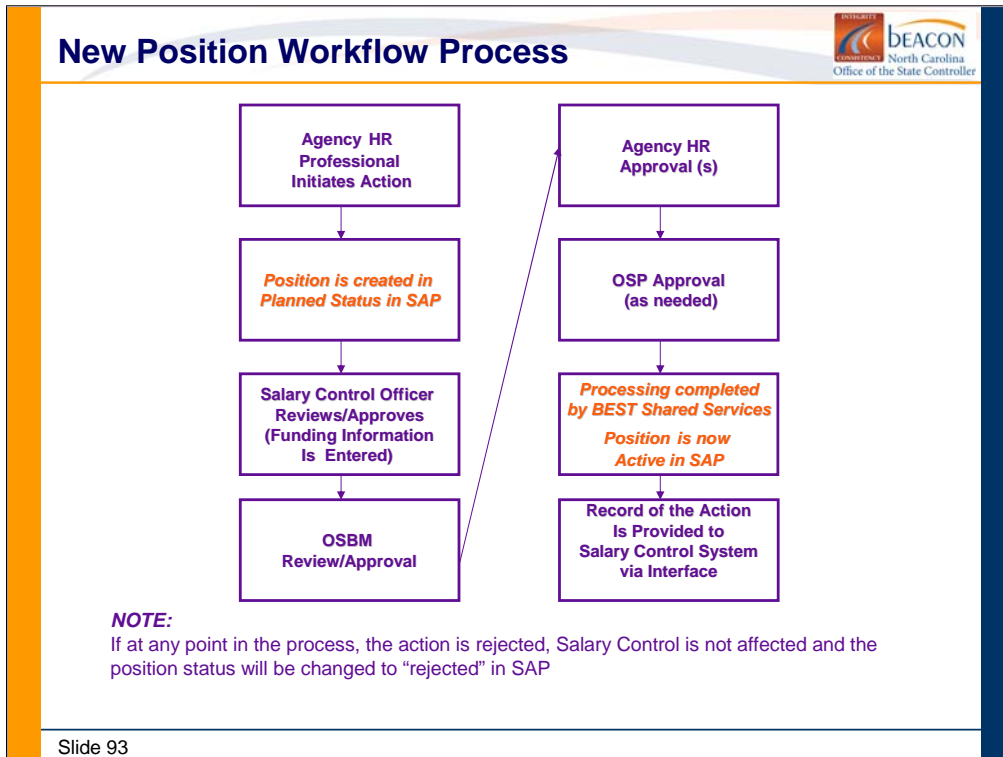 New Position Workflow Process
INTEGRITY
CONSISTENCY
bEACON
North Carolina
Office of the State Controller
Agency HR
Professional
Initiates Action
Position is created in
Planned Status in SAP
Salary Control Officer
Reviews/Approves
(Funding Information
Is Entered)
OSBM
Review/Approval
Agency HR
Approval (s)
OSP Approval
(as needed)
Processing completed
by BEST Shared Services
Position is now
Active in SAP
Record of the Action
Is Provided to
Salary Control System
via Interface
NOTE:
If at any point in the process, the action is rejected, Salary Control is not affected and the
position status will be changed to “rejected” in SAP
Slide 93